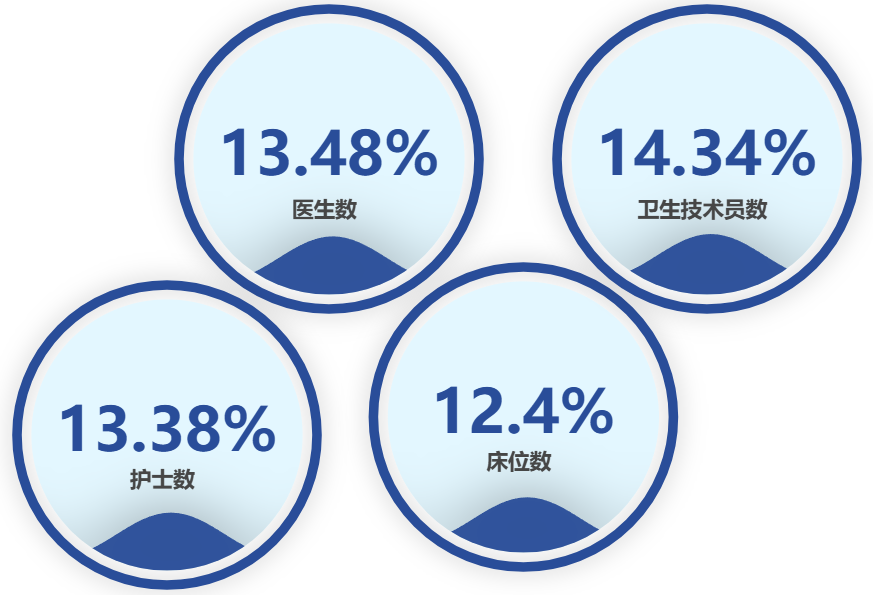 13.48%
医生数
14.34%
卫生技术员数
13.38%
护士数
12.4%
床位数